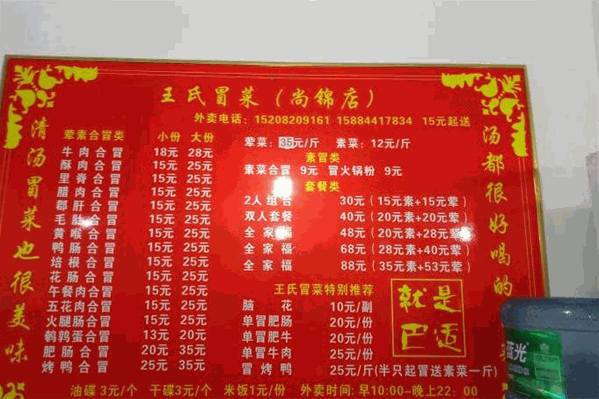 王氏冒菜（尚锦店）
外卖电话：15208209161 15884417834 15元起送
清汤冒菜也很美味
汤都很好喝的
荤素合冒类 小份 大份
牛肉合冒 18元 28元
酥肉合冒 15元 25元
里脊合冒 15元 25元
腊肉合冒 15元 25元
郡肝合冒 15元 25元
毛肚合冒 15元 25元
黄喉合冒 15元 25元
鸭肠合冒 15元 25元
培根合冒 15元 25元
花肠合冒 15元 25元
午餐肉合冒 15元 25元
五花肉合冒 15元 25元
火腿肠合冒 15元 25元
鹌鹑蛋合冒 13元 20元
肥肠合冒 20元 35元
烤鸭合冒 25元 35元
荤菜：35元/斤 素菜：12元/斤
素冒类
素菜合冒 9元 冒火锅粉 9元
套餐类
2人组合 30元（15元素+15元荤）
双人套餐 40元（20元素+20元荤）
全家福 48元（20元素+28元荤）
全家福 68元（28元素+40元荤）
全家福 88元（35元素+53元荤）
王氏冒菜特别推荐
脑花 10元/副
单冒肥肠 20元/份
单冒肥牛 20元/份
单冒牛肉 25元/份
冒烤鸭 25元/斤(半只起冒送素菜一斤)
就是
巴适
油碟 3元/个 干碟3元/个 米饭1元/份 外卖时间：早10:00-晚上22：00
蓝光